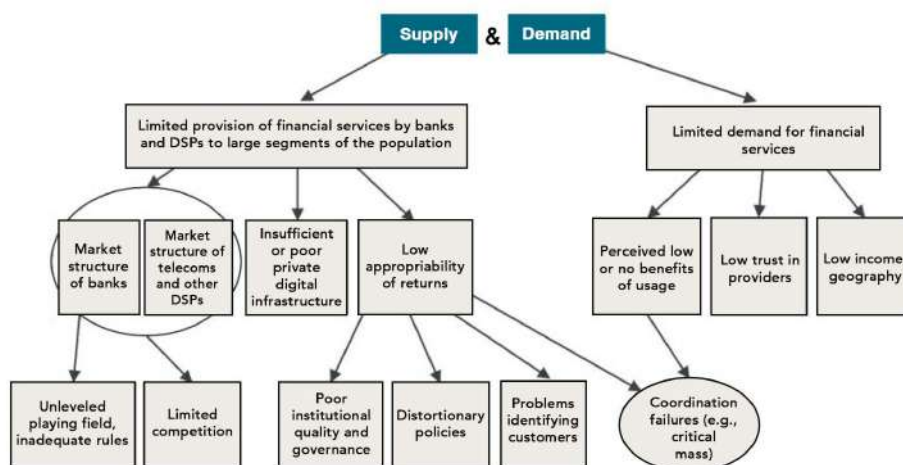 Supply & Demand
Limited provision of financial services by banks
and DSPs to large segments of the population
Limited demand for financial
services
Market
structure
of banks
Market
structure of
telecoms
and other
DSPs
Insufficient
or poor
private
digital
infrastructure
Low
appropriability
of returns
Perceived low
or no benefits
of usage
Low trust in
providers
Low income,
geography
Unleveled
playing field,
inadequate rules
Limited
competition
Poor
institutional
quality and
governance
Distortionary
policies
Problems
identifying
customers
Coordination
failures (e.g.,
critical
mass)